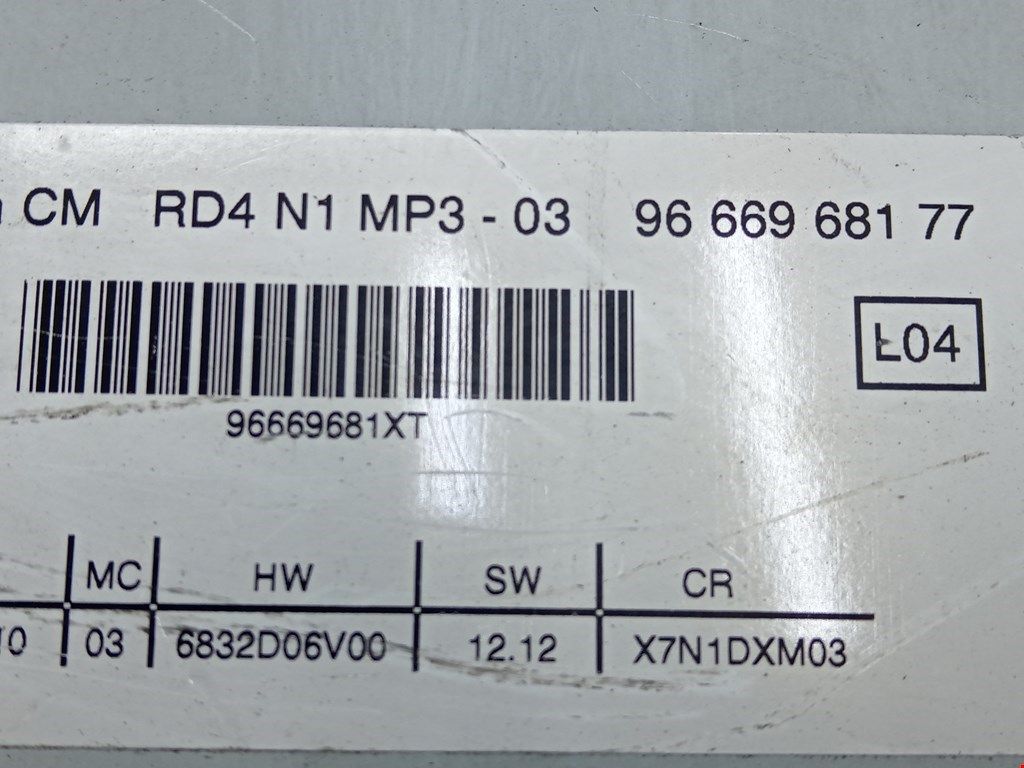 CM RD4 N1 MP3 - 03 96 669 681 77
L04
96669681XT
MC HW SW CR
10 03 6832D06V00 12.12 X7N1DXM03